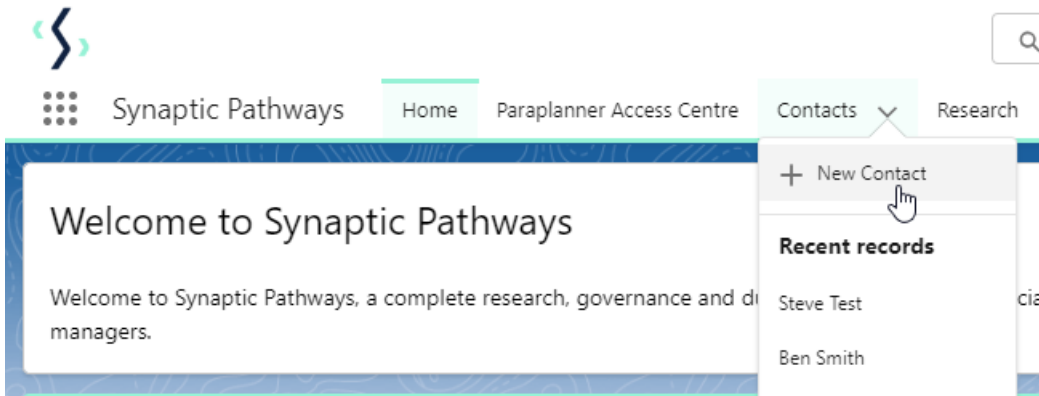 Synaptic Pathways
Home
Paraplanner Access Centre
Contacts
Research
New Contact
Recent records
Steve Test
Ben Smith
Welcome to Synaptic Pathways
Welcome to Synaptic Pathways, a complete research, governance and
managers.